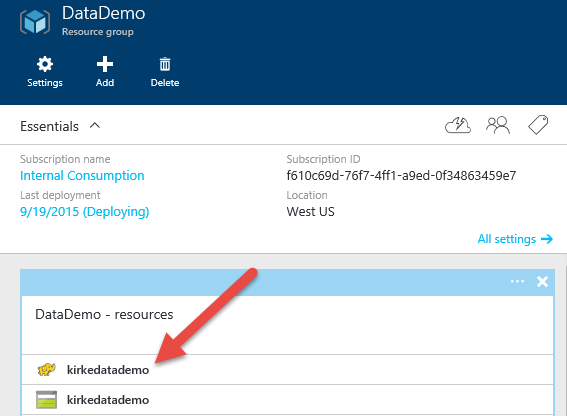 DataDemo
Resource group
Settings
Add
Delete
Essentials
Subscription name
Subscription ID
Internal Consumption
f610c69d-76f7-4ff1-a9ed-0f34863459e7
Last deployment
Location
9/19/2015 (Deploying)
West US
All settings
DataDemo - resources
kirkedatademo
kirkedatademo